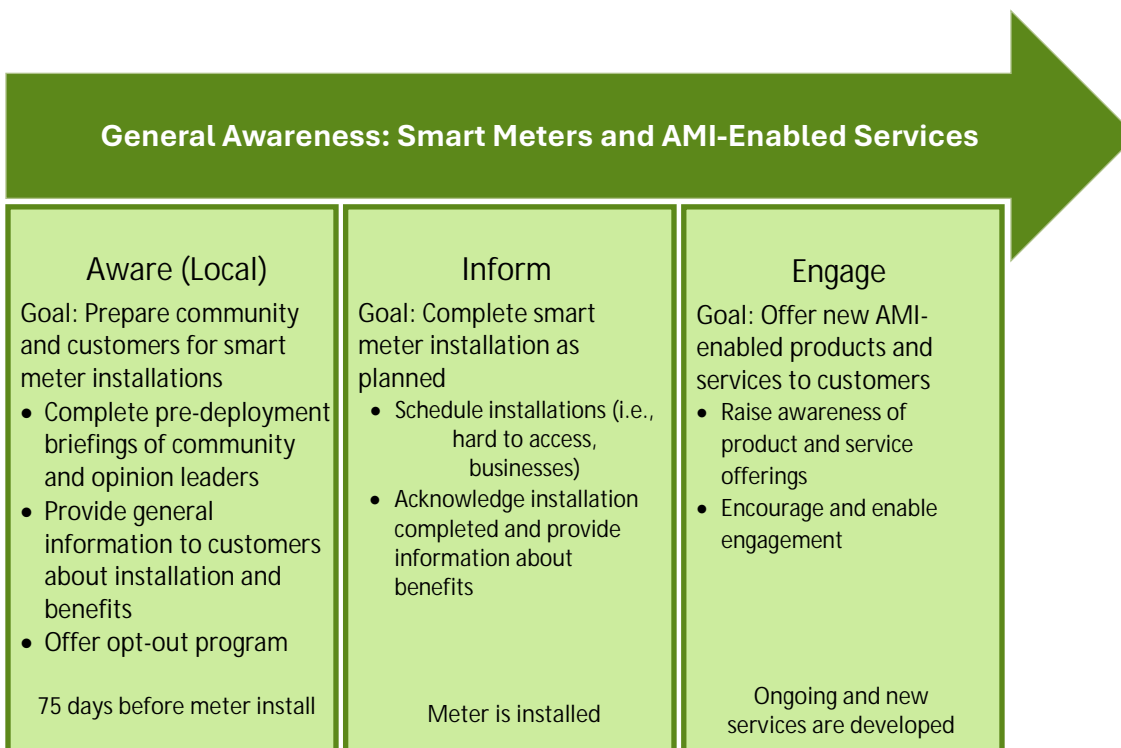 General Awareness: Smart Meters and AMI-Enabled Services
Aware (Local)
Goal: Prepare community
and customers for smart
meter installations
• Complete pre-deployment
briefings of community
and opinion leaders
• Provide general
information to customers
about installation and
benefits
• Offer opt-out program
75 days before meter install
Inform
Goal: Complete smart
meter installation as
planned
• Schedule installations (i.e.,
hard to access,
businesses)
• Acknowledge installation
completed and provide
information about
benefits
Meter is installed
Engage
Goal: Offer new AMI-
enabled products and
services to customers
• Raise awareness of
product and service
offerings
• Encourage and enable
engagement
Ongoing and new
services are developed